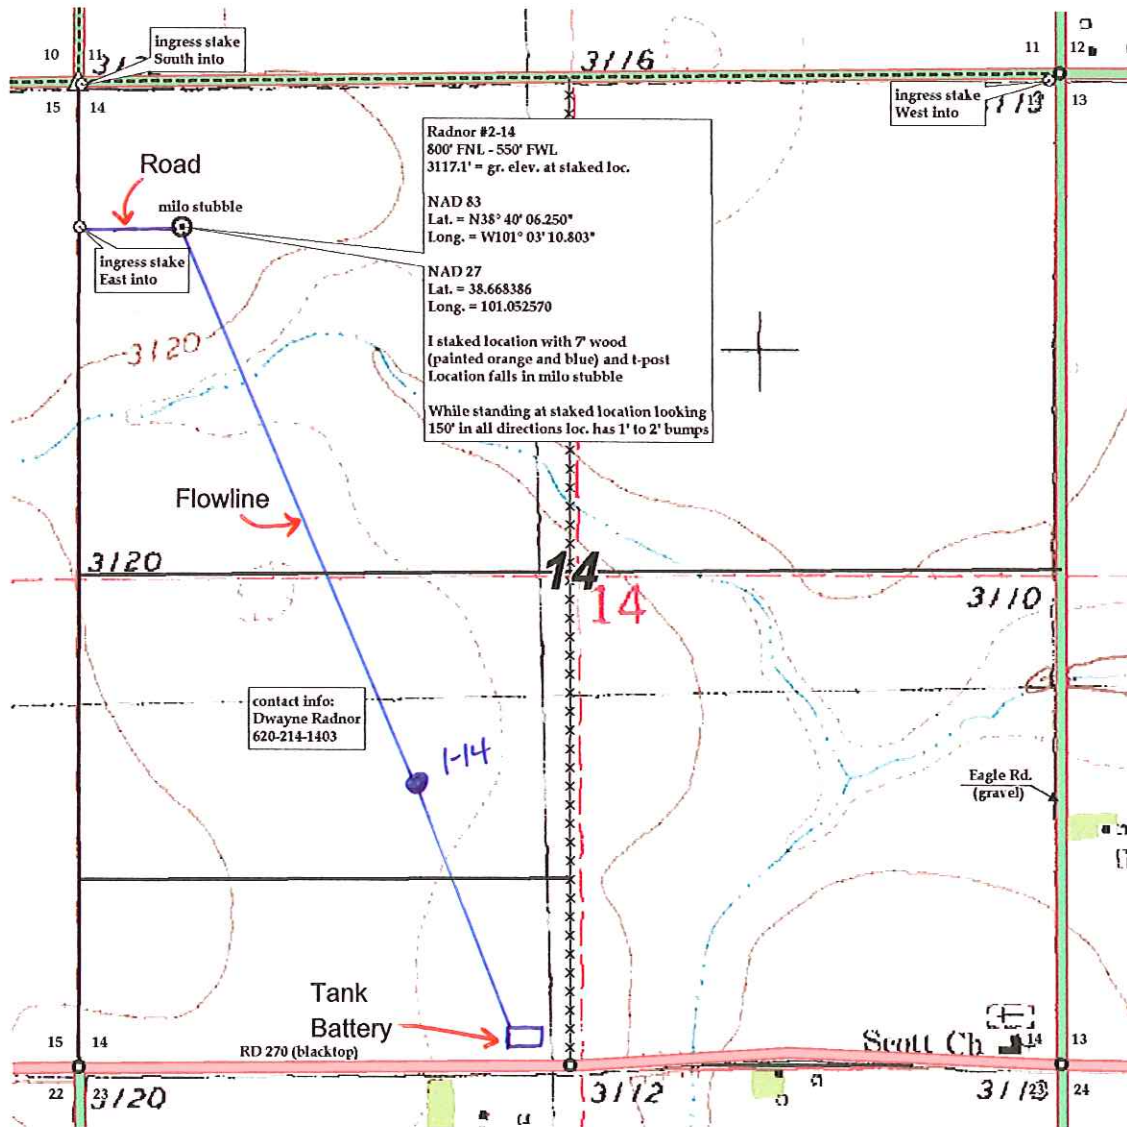 10
11
ingress stake
South into
3116
11
12
15
14
ingress stake
West into
13
Radnor #2-14
800' FNL - 550' FWL
3117.1' = gr. elev. at staked loc.
NAD 83
Lat. = N38° 40' 06.250"
Long. = W101° 03' 10.803"
NAD 27
Lat. = 38.668386
Long. = 101.052570
I staked location with 7' wood
(painted orange and blue) and t-post
Location falls in milo stubble
While standing at staked location looking
150' in all directions loc. has 1' to 2' bumps
Road
milo stubble
ingress stake
East into
3120
Flowline
3120
14
14
3110
contact info:
Dwayne Radnor
620-214-1403
1-14
Eagle Rd.
(gravel)
Tank
Battery
15
14
RD 270 (blacktop)
Scott Ch
14
13
22
23
3120
3112
23
24